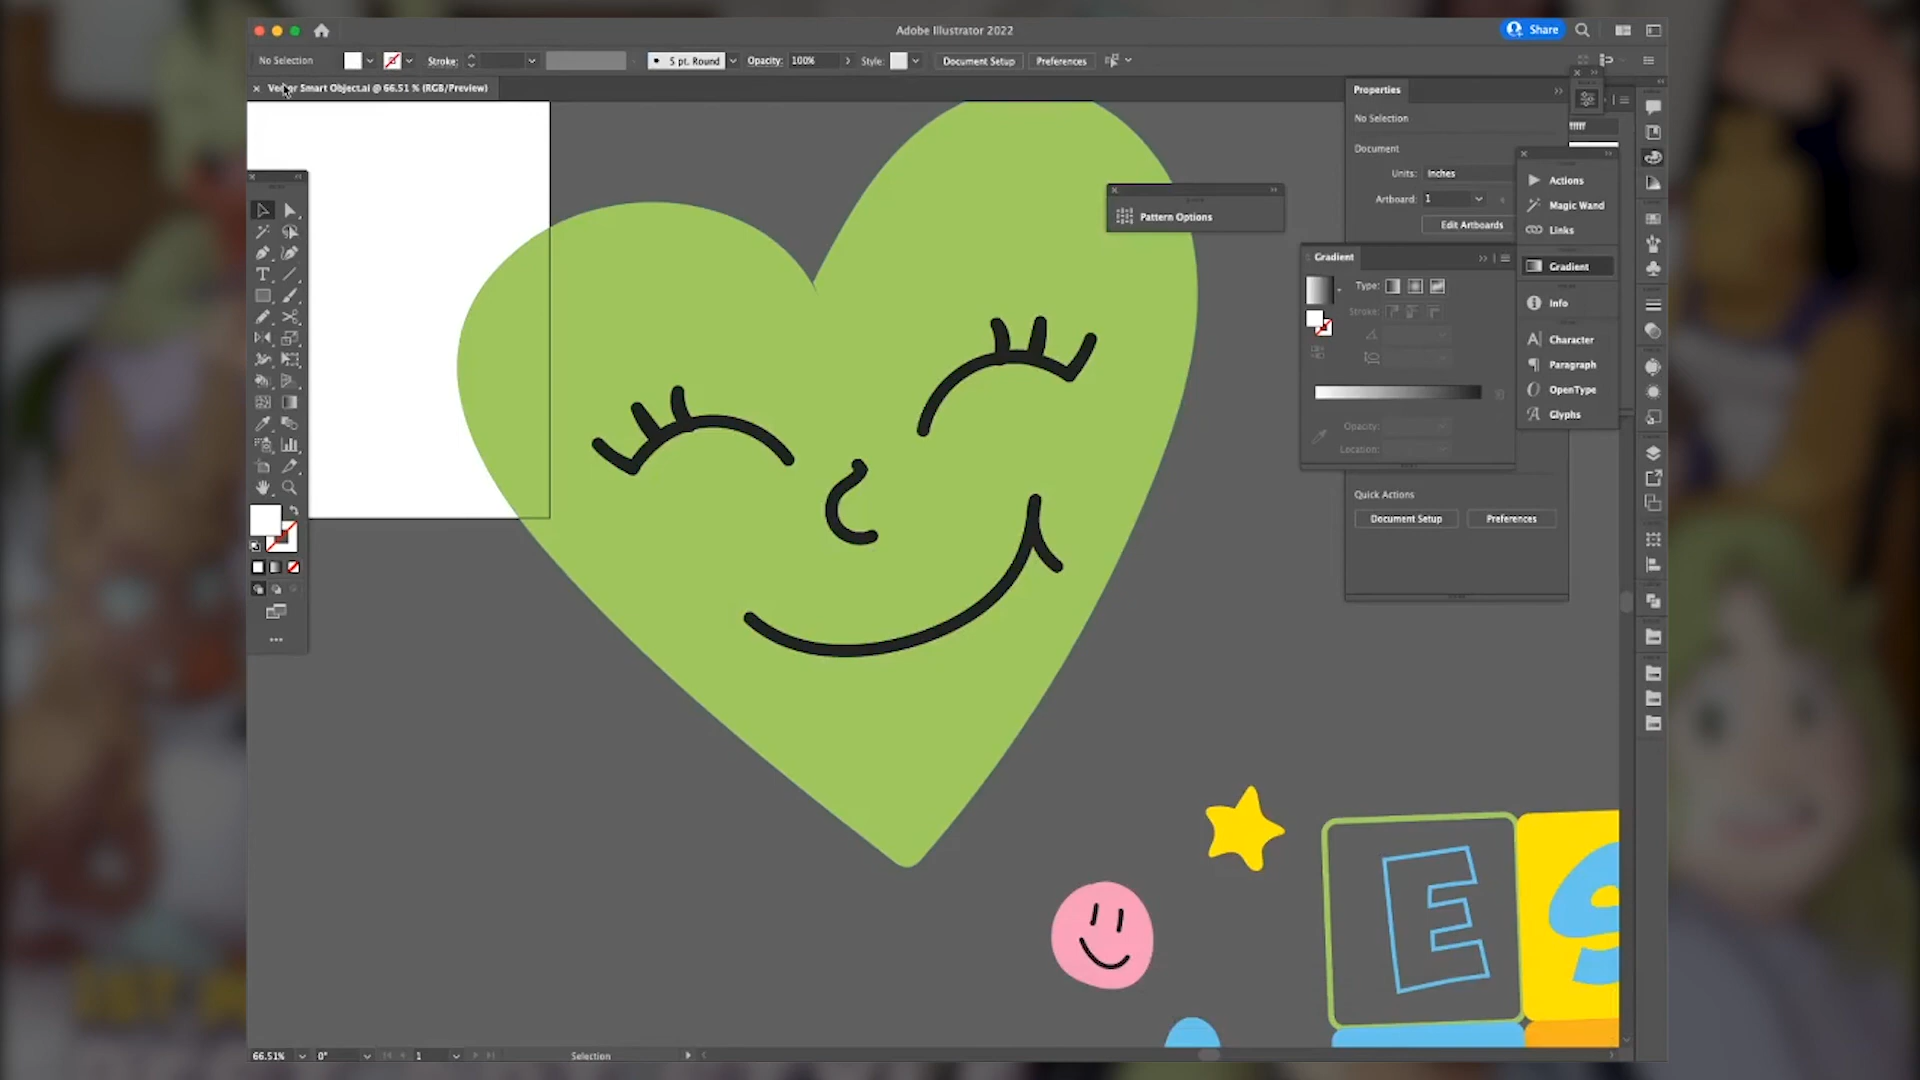 Adobe Illustrator 2022
Share
No Selection
Stroke:
5 pt. Round
Opacity:
100%
Style:
Document Setup
Preferences
Vector Smart Object.ai @ 66.51 % (RGB/Preview)
Properties
No Selection
Document
Units:
Inches
Artboard:
1
Edit Artboards
Pattern Options
Actions
Magic Wand
Links
Gradient
Info
Character
Paragraph
OpenType
Glyphs
Gradient
Type:
Stroke:
Opacity:
Location:
Quick Actions
Document Setup
Preferences
E S
66.51%
0°
1
Selection